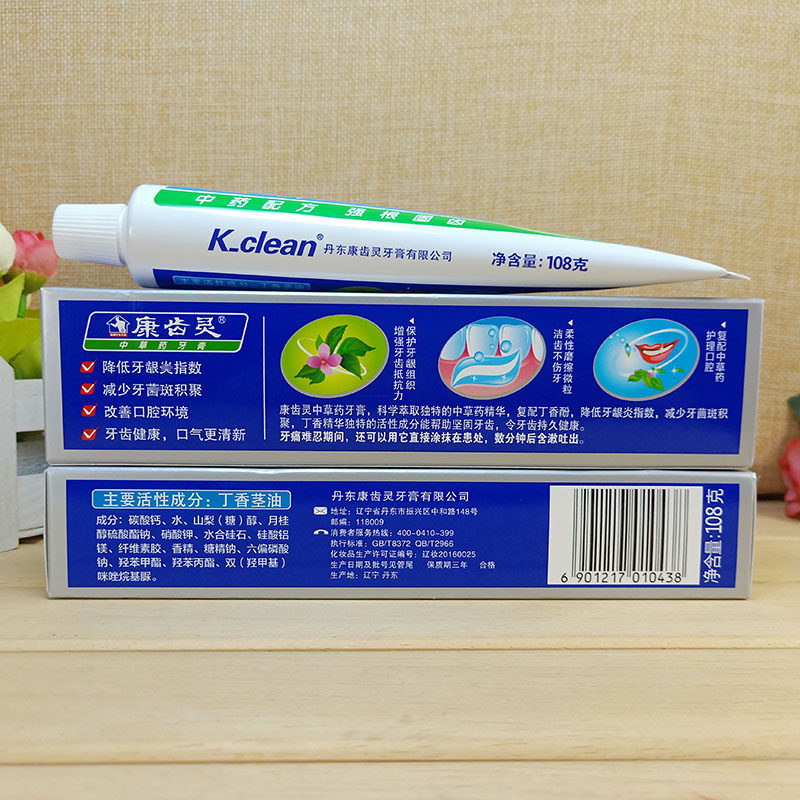 中药配方 强根固齿
K-clean®
丹东康齿灵牙膏有限公司
净含量:108克
康齿灵®
中草药牙膏
降低牙龈炎指数
减少牙菌斑积聚
改善口腔环境
牙齿健康,口气更清新
保护牙龈组织
增强牙齿抵抗力
柔性磨擦微粒
洁齿不伤牙
复配中草药
护理口腔
康齿灵中草药牙膏,科学萃取独特的中草药精华,复配丁香酚,降低牙龈炎指数,减少牙菌斑积
聚,丁香精华独特的活性成分能帮助坚固牙齿,令牙齿持久健康。
牙痛难忍期间,还可以用它直接涂抹在患处,数分钟后含漱吐出。
主要活性成分:丁香茎油
成分:碳酸钙、水、山梨(糖)醇、月桂
醇硫酸酯钠、硝酸钾、水合硅石、硅酸铝
镁、纤维素胶、香精、糖精钠、六偏磷酸
钠、羟苯甲酯、羟苯丙酯、双(羟甲基)
咪唑烷基脲。
丹东康齿灵牙膏有限公司
地址:辽宁省丹东市振兴区中和路148号
邮编:118009
消费者服务热线:400-0410-399
执行标准:GB/T8372 QB/T2966
化妆品生产许可证编号:辽妆20160025
生产日期及批号见管尾 保质期三年 合格
生产地:辽宁 丹东
6 901217 010438
净含量:108克